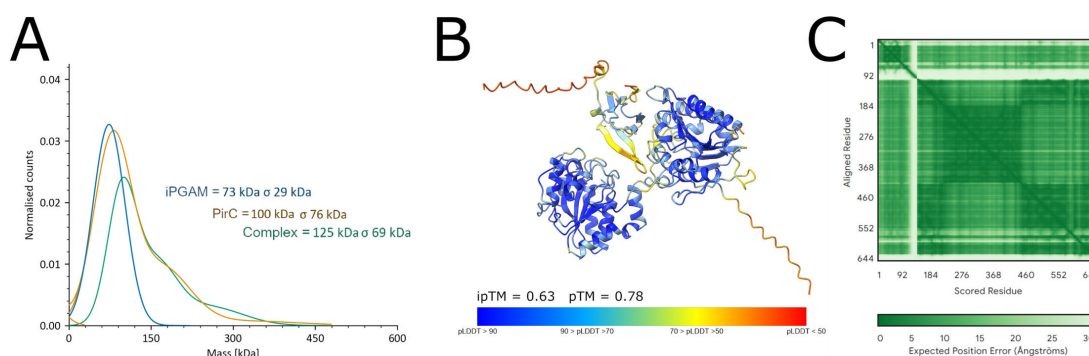 A
B
C
0.04
0.03
0.02
0.01
0.00
Normalised counts
iPGAM = 73 kDa σ 29 kDa
PirC = 100 kDa σ 76 kDa
Complex = 125 kDa σ 69 kDa
0 150 300 450 600
Mass [kDa]
ipTM = 0.63 pTM = 0.78
pLDDT > 90 90 > pLDDT >70 70 > pLDDT >50 pLDDT < 50
1
92
184
276
368
460
552
644
Aligned Residue
1 92 184 276 368 460 552
Scored Residue
0 5 10 15 20 25
Expected Position Error (Ångströms)